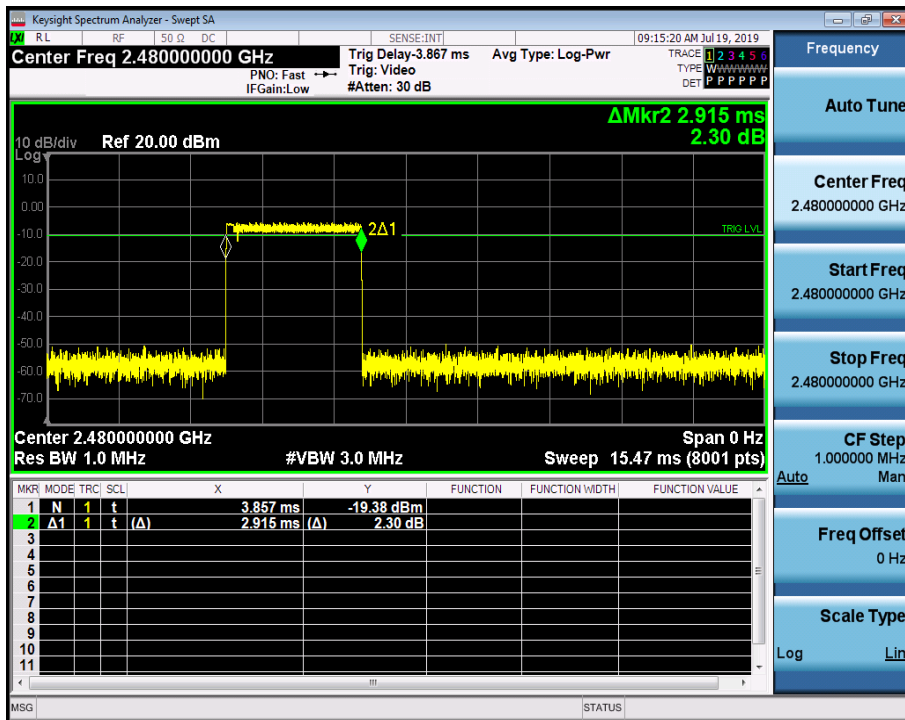 Keysight Spectrum Analyzer - Swept SA
LXI RL RF 50 Ω DC SENSE:INT 09:15:20 AM Jul 19, 2019
Center Freq 2.480000000 GHz
PNO: Fast
IFGain:Low
Trig Delay-3.867 ms
Trig: Video
#Atten: 30 dB
Avg Type: Log-Pwr
TRACE 1 2 3 4 5 6
TYPE WWWWWW
DET P P P P P P
ΔMkr2 2.915 ms
2.30 dB
10 dB/div Ref 20.00 dBm
Log
10.0
0.00
-10.0
-20.0
-30.0
-40.0
-50.0
-60.0
-70.0
2Δ1
TRIG LVL
Center 2.480000000 GHz Span 0 Hz
Res BW 1.0 MHz #VBW 3.0 MHz Sweep 15.47 ms (8001 pts)
MKR MODE TRC SCL X Y FUNCTION FUNCTION WIDTH FUNCTION VALUE
1 N 1 t 3.857 ms -19.38 dBm
2 Δ1 1 t (Δ) 2.915 ms (Δ) 2.30 dB
3
4
5
6
7
8
9
10
11
MSG STATUS
Frequency
Auto Tune
Center Freq
2.480000000 GHz
Start Freq
2.480000000 GHz
Stop Freq
2.480000000 GHz
CF Step
1.000000 MHz
Auto Man
Freq Offset
0 Hz
Scale Type
Log Lin